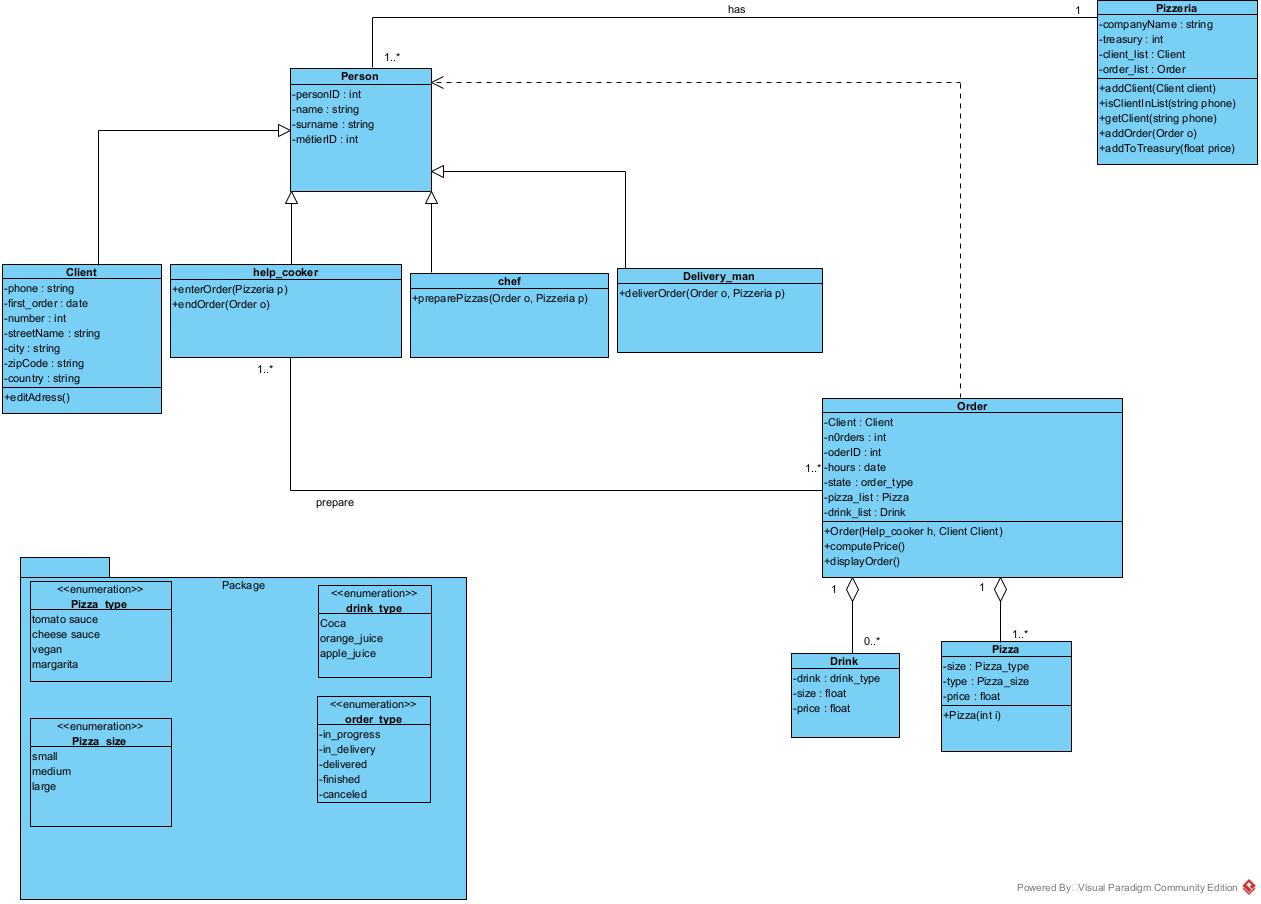 has
1
1..*
Pizzeria
-companyName : string
-treasury : int
-client_list : Client
-order_list : Order
+addClient(Client client)
+isClientInList(string phone)
+getClient(string phone)
+addOrder(Order o)
+addToTreasury(float price)
Person
-personID : int
-name : string
-surname : string
-métierID : int
Client
-phone : string
-first_order : date
-number : int
-streetName : string
-city : string
-zipCode : string
-country : string
+editAdress()
help_cooker
+enterOrder(Pizzeria p)
+endOrder(Order o)
chef
+preparePizzas(Order o, Pizzeria p)
Delivery_man
+deliverOrder(Order o, Pizzeria p)
1..*
1..*
prepare
Order
-Client : Client
-n0rders : int
-oderID : int
-hours : date
-state : order_type
-pizza_list : Pizza
-drink_list : Drink
+Order(Help_cooker h, Client Client)
+computePrice()
+displayOrder()
1
1
0..*
1..*
Drink
-drink : drink_type
-size : float
-price : float
Pizza
-size : Pizza_type
-type : Pizza_size
-price : float
+Pizza(int i)
Package
<<enumeration>>
Pizza_type
tomato sauce
cheese sauce
vegan
margarita
<<enumeration>>
drink_type
Coca
orange_juice
apple_juice
<<enumeration>>
Pizza_size
small
medium
large
<<enumeration>>
order_type
-in_progress
-in_delivery
-delivered
-finished
-canceled
Powered By Visual Paradigm Community Edition